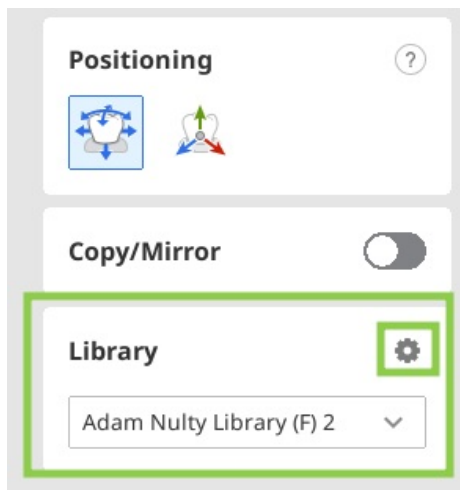 Positioning
?
Copy/Mirror
Library
Adam Nulty Library (F) 2